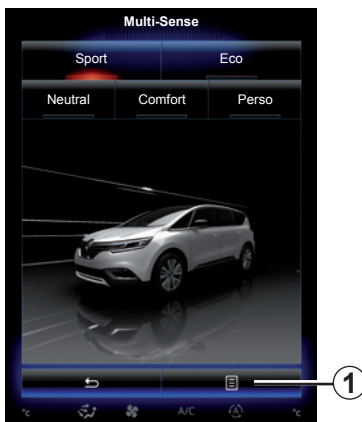 Multi-Sense
Sport Eco
Neutral Comfort Perso
1
°c A/C A °c